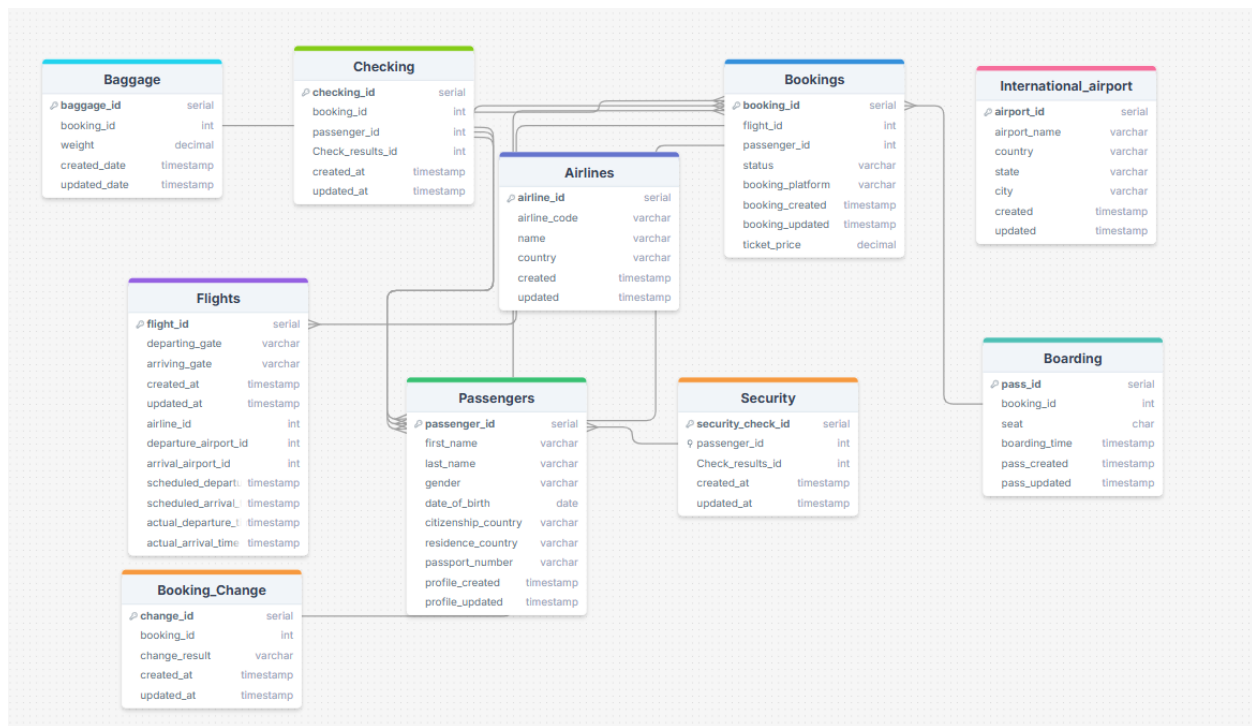 Baggage
baggage_id serial
booking_id int
weight decimal
created_date timestamp
updated_date timestamp
Checking
checking_id serial
booking_id int
passenger_id int
Check_results_id int
created_at timestamp
updated_at timestamp
Airlines
airline_id serial
airline_code varchar
name varchar
country varchar
created timestamp
updated timestamp
Bookings
booking_id serial
flight_id int
passenger_id int
status varchar
booking_platform varchar
booking_created timestamp
booking_updated timestamp
ticket_price decimal
International_airport
airport_id serial
airport_name varchar
country varchar
state varchar
city varchar
created timestamp
updated timestamp
Flights
flight_id serial
departing_gate varchar
arriving_gate varchar
created_at timestamp
updated_at timestamp
airline_id int
departure_airport_id int
arrival_airport_id int
scheduled_depart timestamp
scheduled_arrival_ timestamp
actual_departure_t timestamp
actual_arrival_time timestamp
Passengers
passenger_id serial
first_name varchar
last_name varchar
gender varchar
date_of_birth date
citizenship_country varchar
residence_country varchar
passport_number varchar
profile_created timestamp
profile_updated timestamp
Security
security_check_id serial
passenger_id int
Check_results_id int
created_at timestamp
updated_at timestamp
Boarding
pass_id serial
booking_id int
seat char
boarding_time timestamp
pass_created timestamp
pass_updated timestamp
Booking_Change
change_id serial
booking_id int
change_result varchar
created_at timestamp
updated_at timestamp